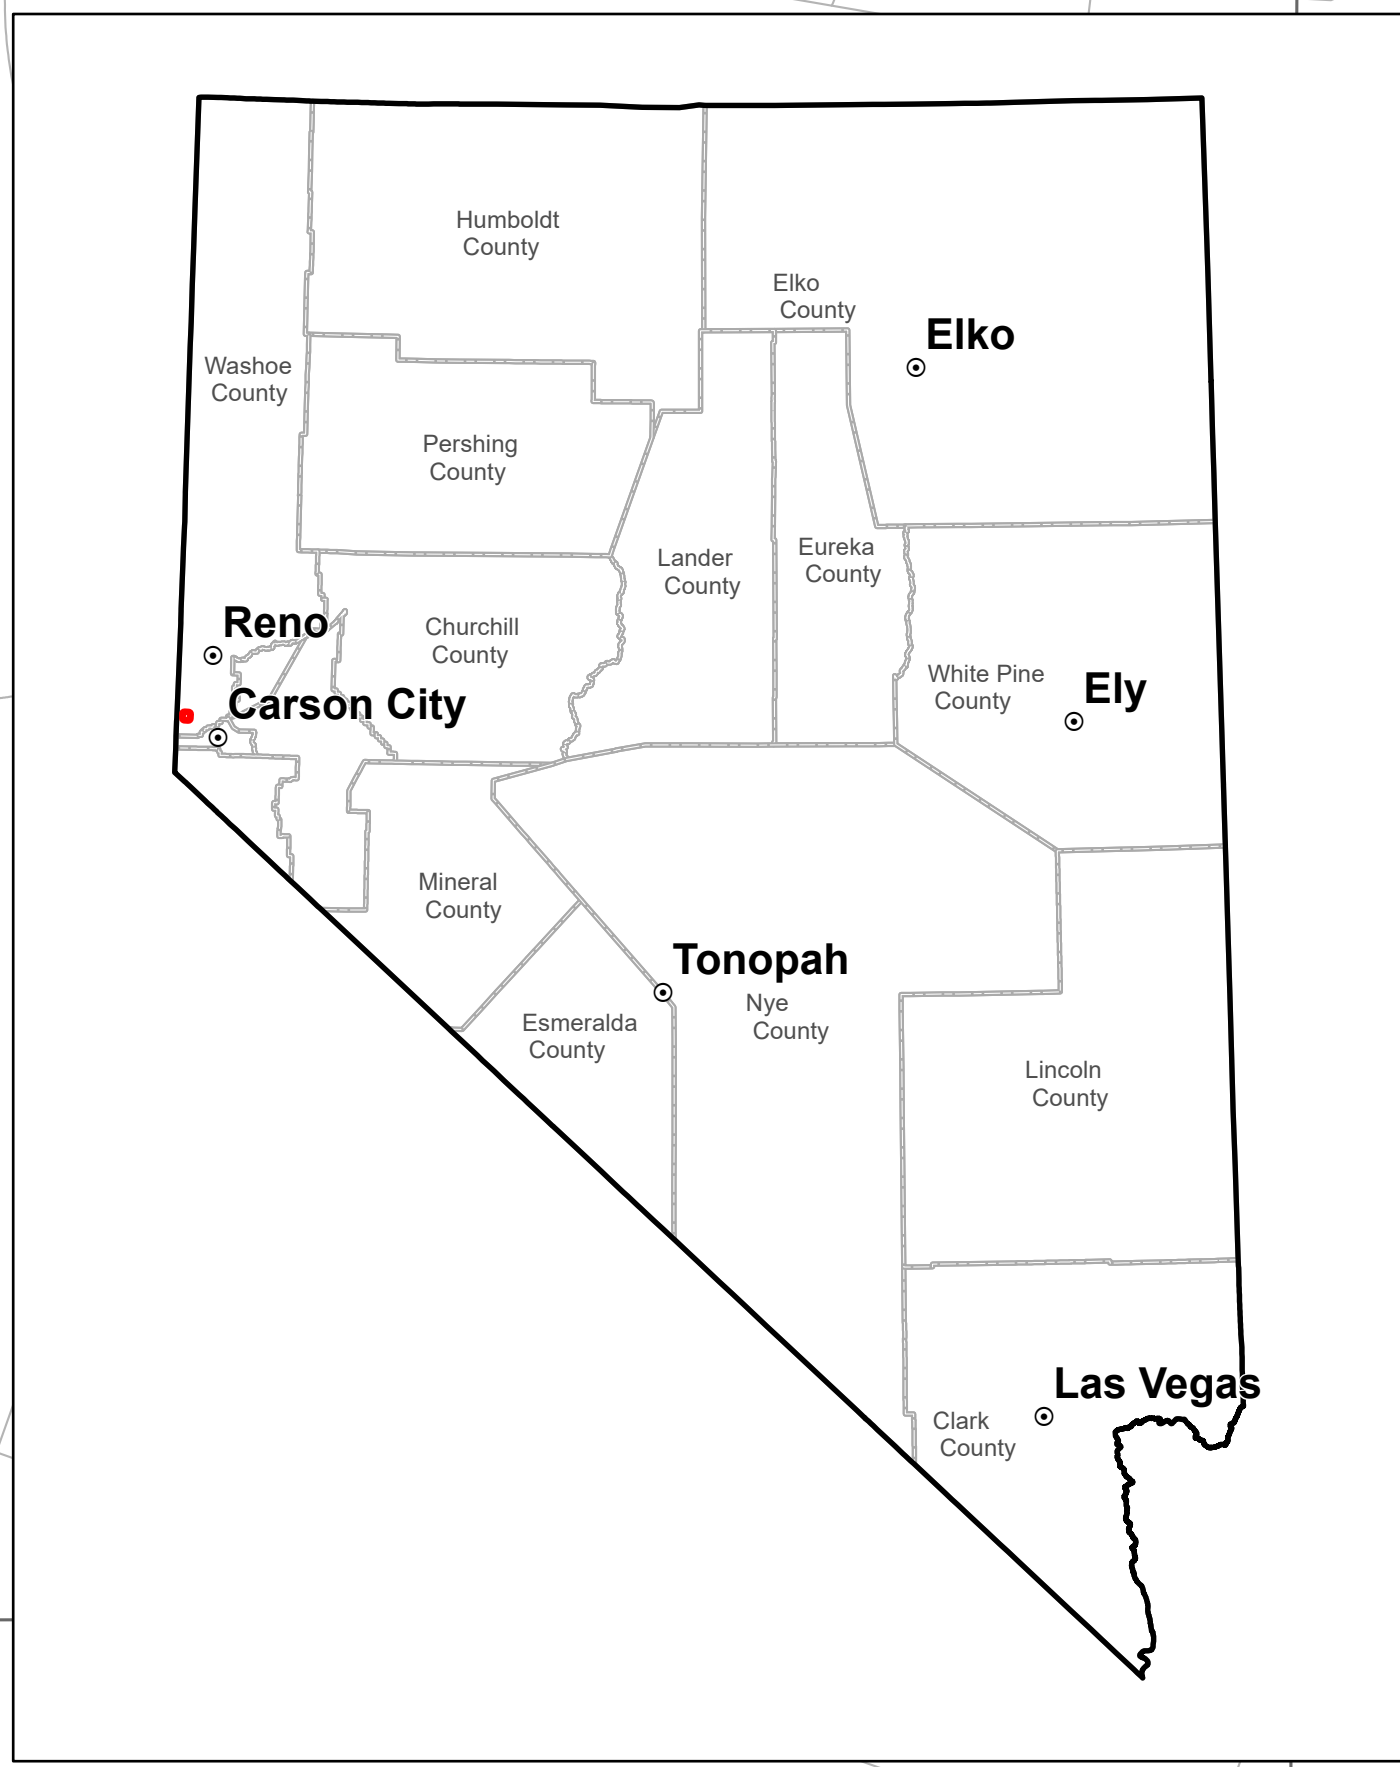 Humboldt
County
Elko
County
Elko
Washoe
County
Pershing
County
Lander
County
Eureka
County
Reno
Churchill
County
White Pine
County
Ely
Carson City
Mineral
County
Tonopah
Nye
County
Esmeralda
County
Lincoln
County
Las Vegas
Clark
County